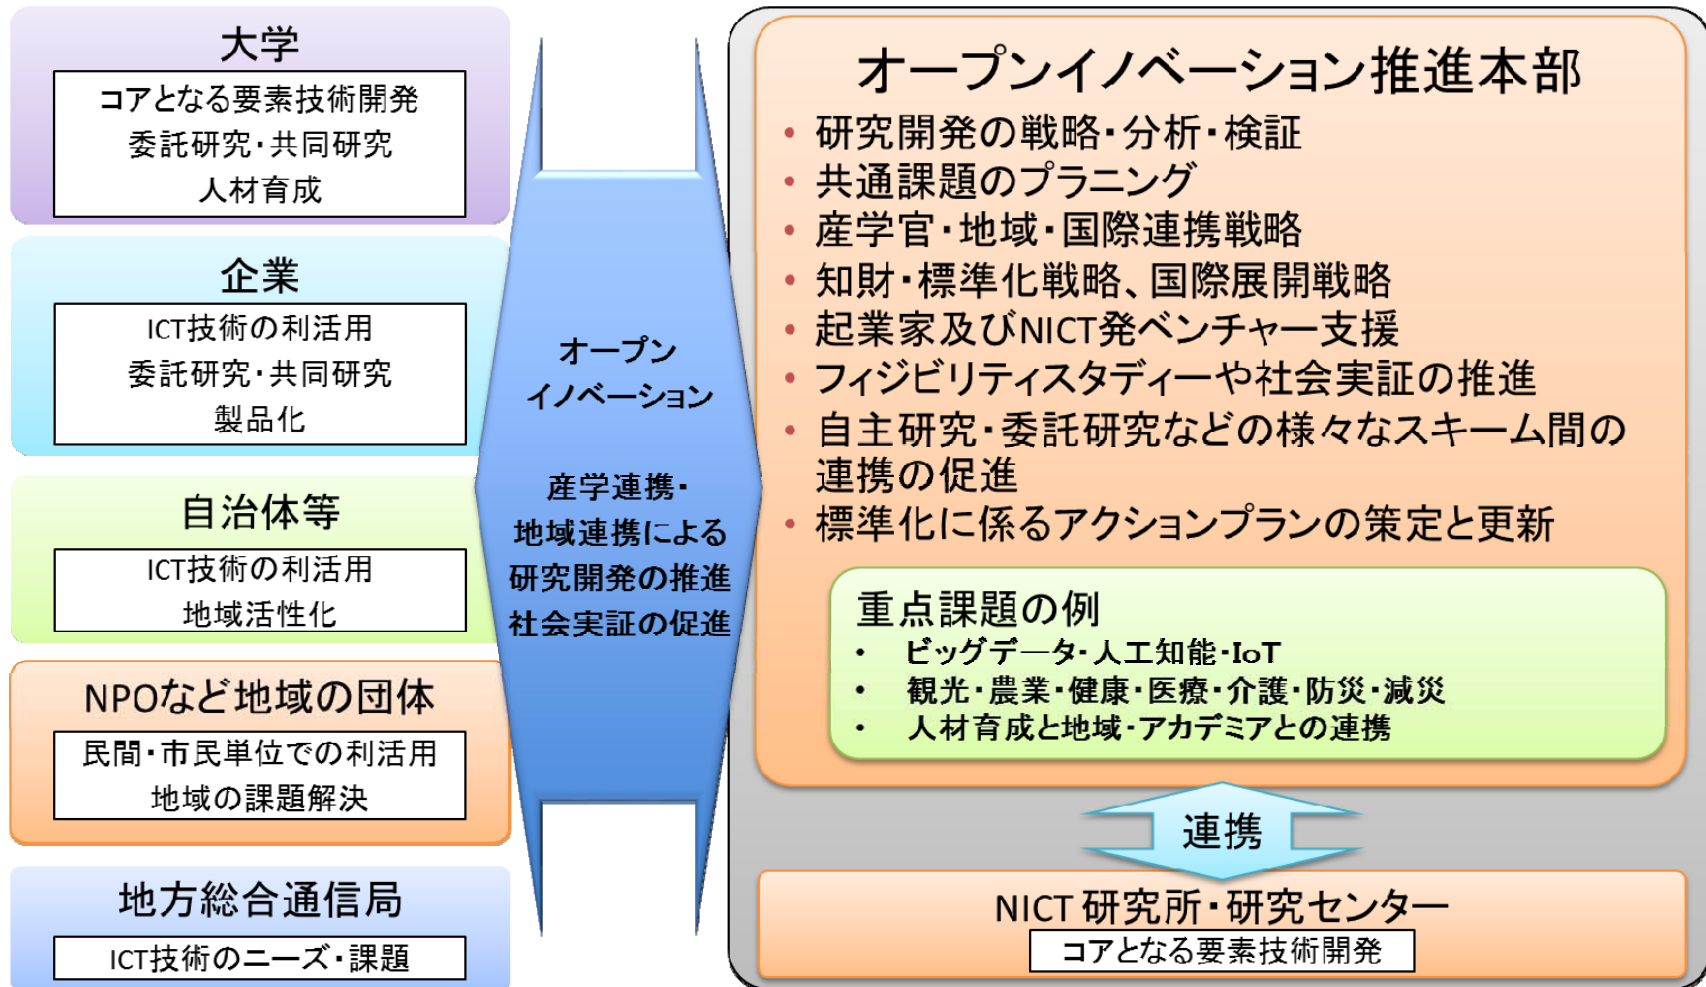 大学
コアとなる要素技術開発
委託研究・共同研究
人材育成
企業
ICT技術の利活用
委託研究・共同研究
製品化
自治体等
ICT技術の利活用
地域活性化
NPOなど地域の団体
民間・市民単位での利活用
地域の課題解決
地方総合通信局
ICT技術のニーズ・課題
オープン
イノベーション
産学連携・
地域連携による
研究開発の推進
社会実証の促進
オープンイノベーション推進本部
• 研究開発の戦略・分析・検証
• 共通課題のプラニング
• 産学官・地域・国際連携戦略
• 知財・標準化戦略、国際展開戦略
• 起業家及びNICT発ベンチャー支援
• フィジビリティスタディーや社会実証の推進
• 自主研究・委託研究などの様々なスキーム間の
連携の促進
• 標準化に係るアクションプランの策定と更新
重点課題の例
• ビッグデータ・人工知能・IoT
• 観光・農業・健康・医療・介護・防災・減災
• 人材育成と地域・アカデミアとの連携
連携
NICT 研究所・研究センター
コアとなる要素技術開発